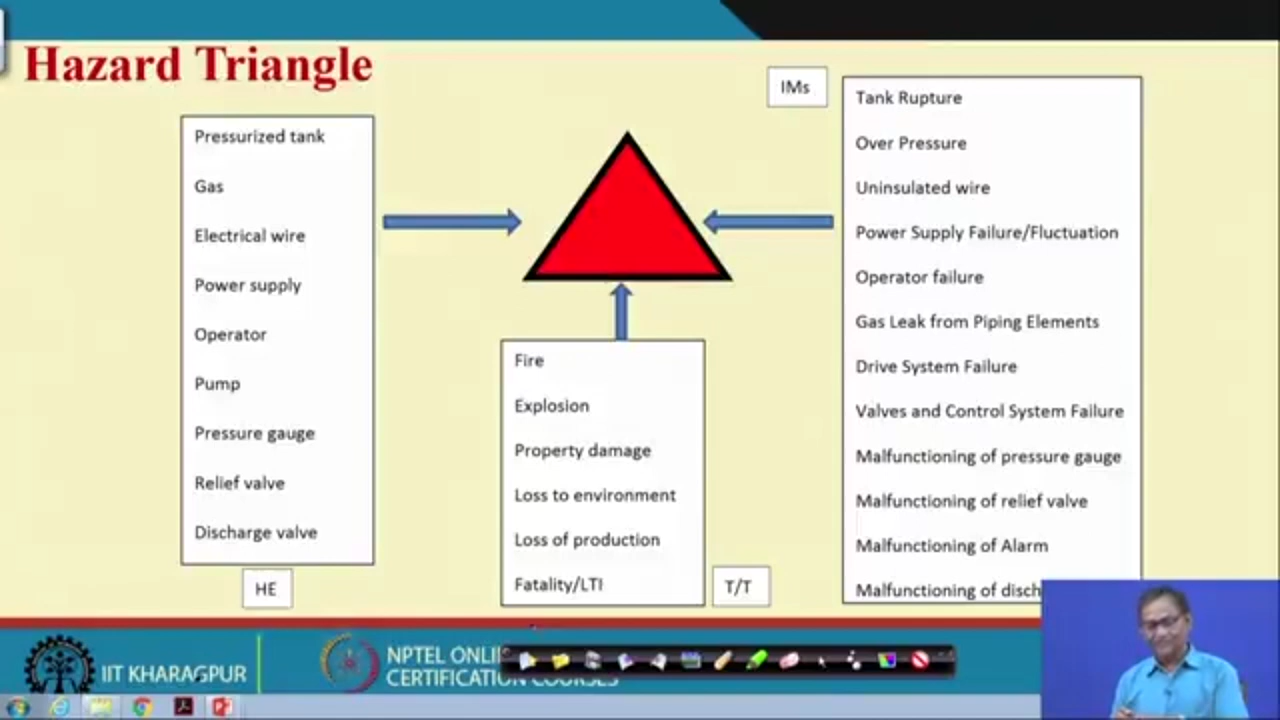 Hazard Triangle
Pressurized tank
Gas
Electrical wire
Power supply
Operator
Pump
Pressure gauge
Relief valve
Discharge valve
HE
Fire
Explosion
Property damage
Loss to environment
Loss of production
Fatality/LTI
T/T
IMs
Tank Rupture
Over Pressure
Uninsulated wire
Power Supply Failure/Fluctuation
Operator failure
Gas Leak from Piping Elements
Drive System Failure
Valves and Control System Failure
Malfunctioning of pressure gauge
Malfunctioning of relief valve
Malfunctioning of Alarm
Malfunctioning of
IIT KHARAGPUR
NPTEL
CERTIFICATION COURSES